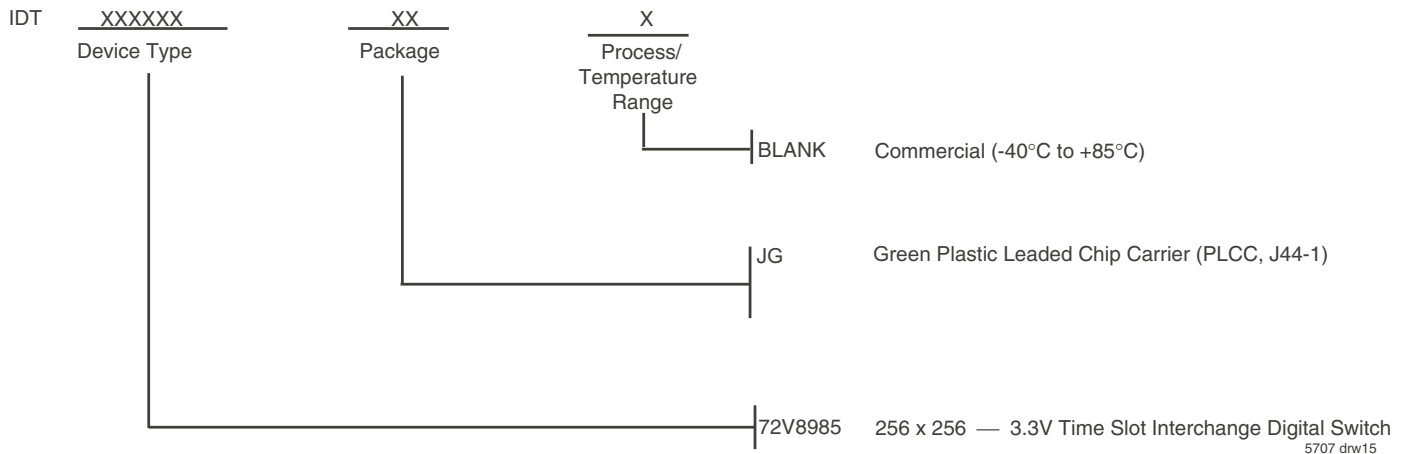 IDT XXXXXX XX X
Device Type Package Process/
Temperature
Range
BLANK Commercial (-40°C to +85°C)
JG Green Plastic Leaded Chip Carrier (PLCC, J44-1)
72V8985 256 x 256 — 3.3V Time Slot Interchange Digital Switch
5707 drw15